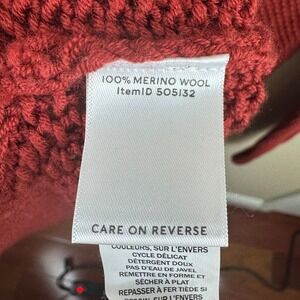 100% MERINO WOOL
ItemID 505132
CARE ON REVERSE
COULEURS, SUR L'ENVERS
CYCLE DÉLICAT
DÉTERGENT DOUX
PAS D'EAU DE JAVEL
REMETTRE EN FORME ET
SÉCHER À PLAT
REPASSER À FER TIÈDE SI